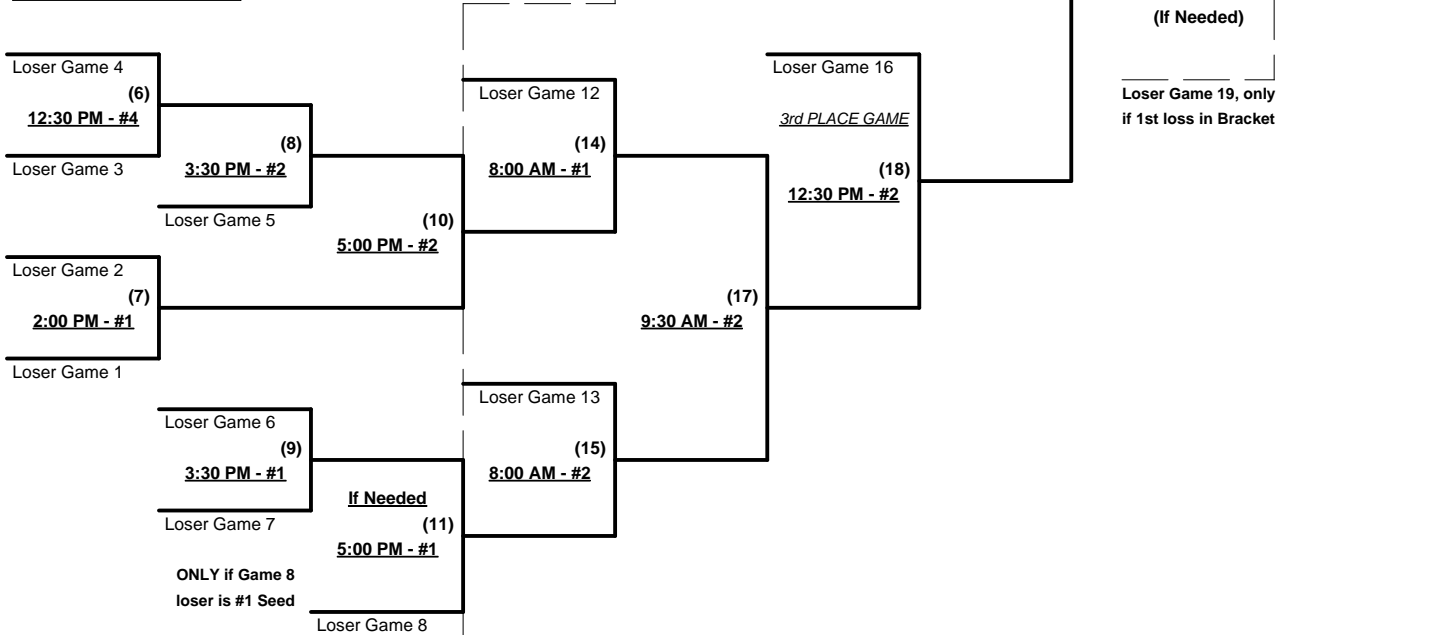 (If Needed)
Loser Game 4
Loser Game 16
(6)
Loser Game 12
Loser Game 19, only
12:30 PM - #4
3rd PLACE GAME
if 1st loss in Bracket
(8)
(14)
Loser Game 3
3:30 PM - #2
8:00 AM - #1
(18)
12:30 PM - #2
Loser Game 5
(10)
5:00 PM - #2
Loser Game 2
(7)
(17)
2:00 PM - #1
9:30 AM - #2
Loser Game 1
Loser Game 13
Loser Game 6
(9)
(15)
3:30 PM - #1
8:00 AM - #2
If Needed
Loser Game 7
(11)
5:00 PM - #1
ONLY if Game 8
loser is #1 Seed
Loser Game 8